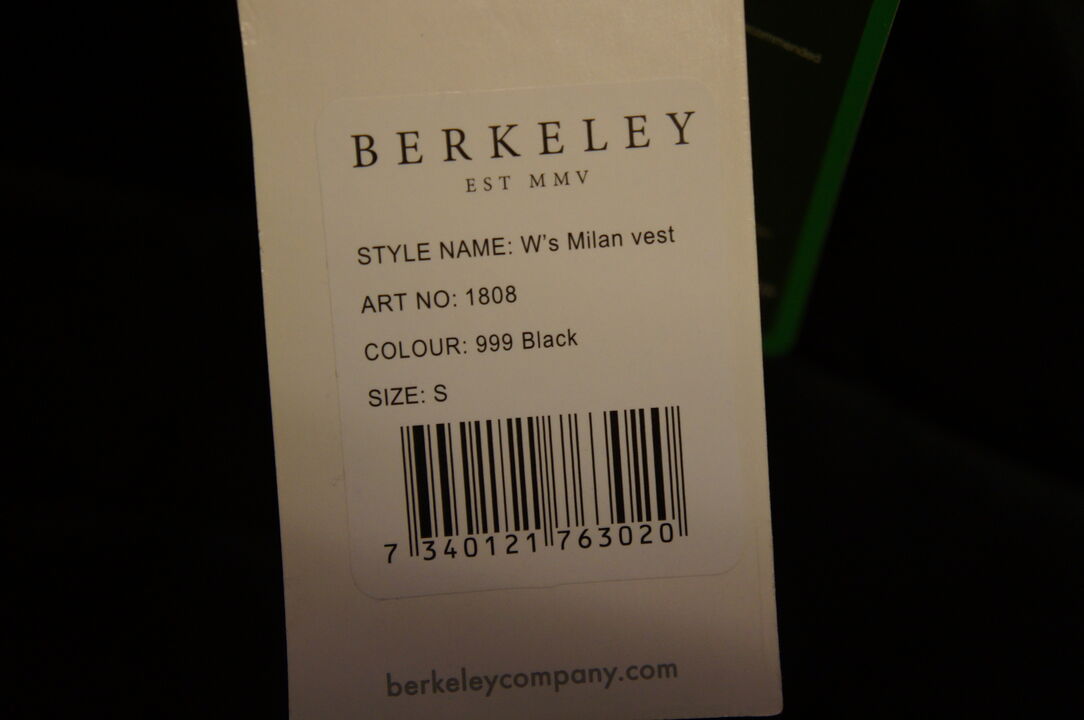 BERKELEY
EST MMV
STYLE NAME: W's Milan vest
ART NO: 1808
COLOUR: 999 Black
SIZE: S
7 340121 763020
berkeleycompany.com